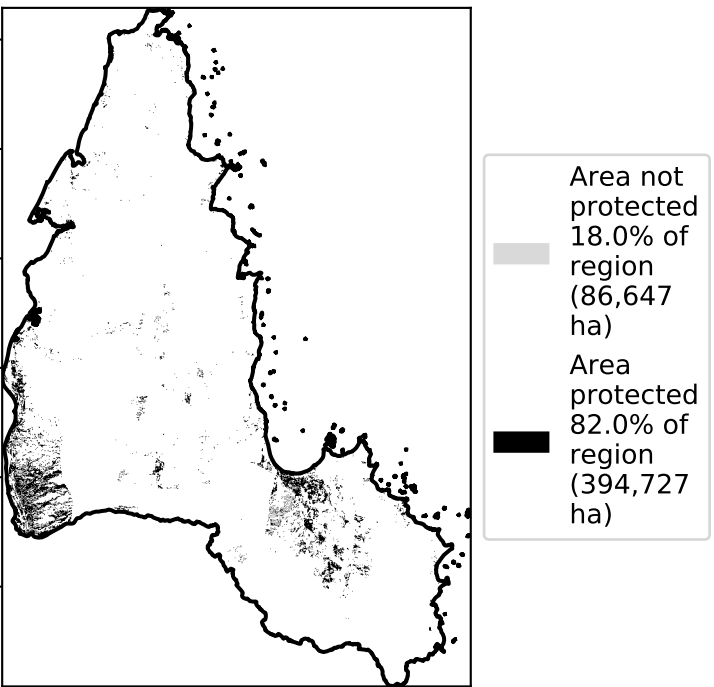 Area not
protected
18.0% of
region
(86,647
ha)
Area
protected
82.0% of
region
(394,727
ha)